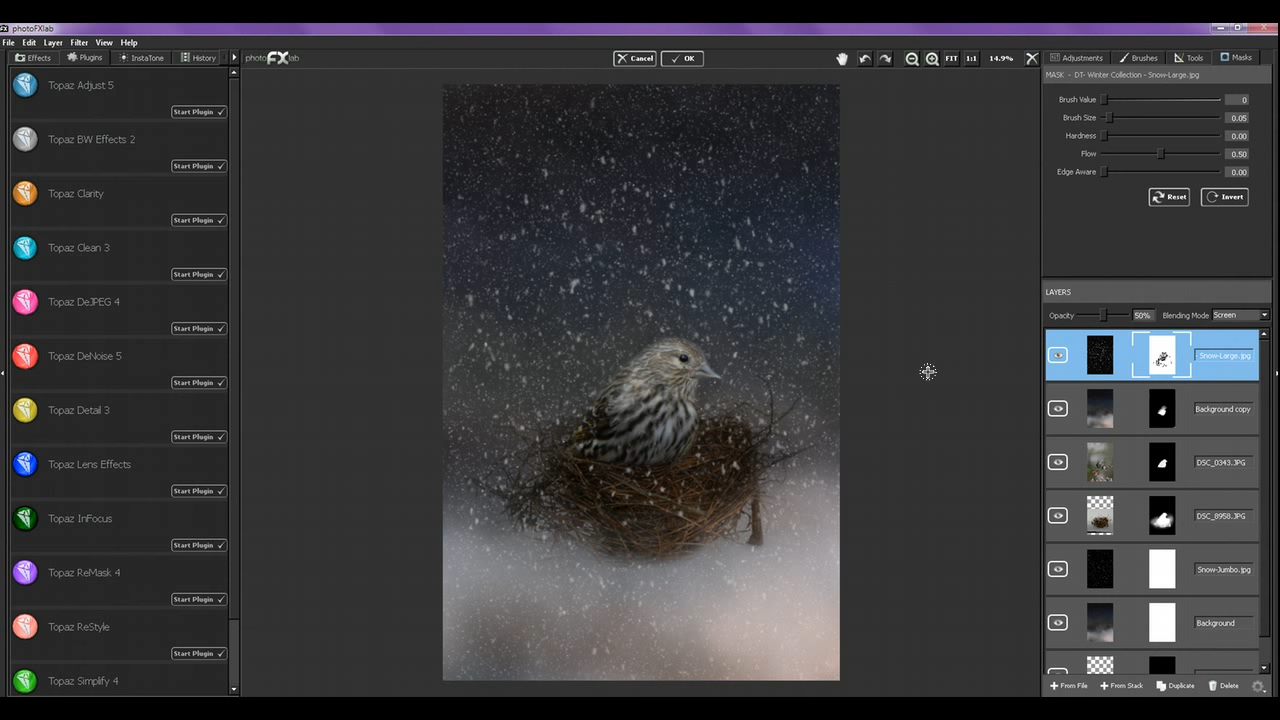 photoFXlab
File Edit Layer Filter View Help
Effects Plugins InstaTone History
photo FX lab
Cancel OK
FIT 1:1 14.9%
Adjustments Brushes Tools Masks
MASK - DT- Winter Collection - Snow-Large.jpg
Brush Value 0
Brush Size 0.05
Hardness 0.00
Flow 0.50
Edge Aware 0.00
Reset Invert
Topaz Adjust 5
Start Plugin
Topaz BW Effects 2
Start Plugin
Topaz Clarity
Start Plugin
Topaz Clean 3
Start Plugin
Topaz DeJPEG 4
Start Plugin
Topaz DeNoise 5
Start Plugin
Topaz Detail 3
Start Plugin
Topaz Lens Effects
Start Plugin
Topaz InFocus
Start Plugin
Topaz ReMask 4
Start Plugin
Topaz ReStyle
Start Plugin
Topaz Simplify 4
LAYERS
Opacity 50% Blending Mode Screen
Snow-Large.jpg
Background copy
DSC_0343.JPG
DSC_8958.JPG
Snow-Jumbo.jpg
Background
From File From Stack Duplicate Delete